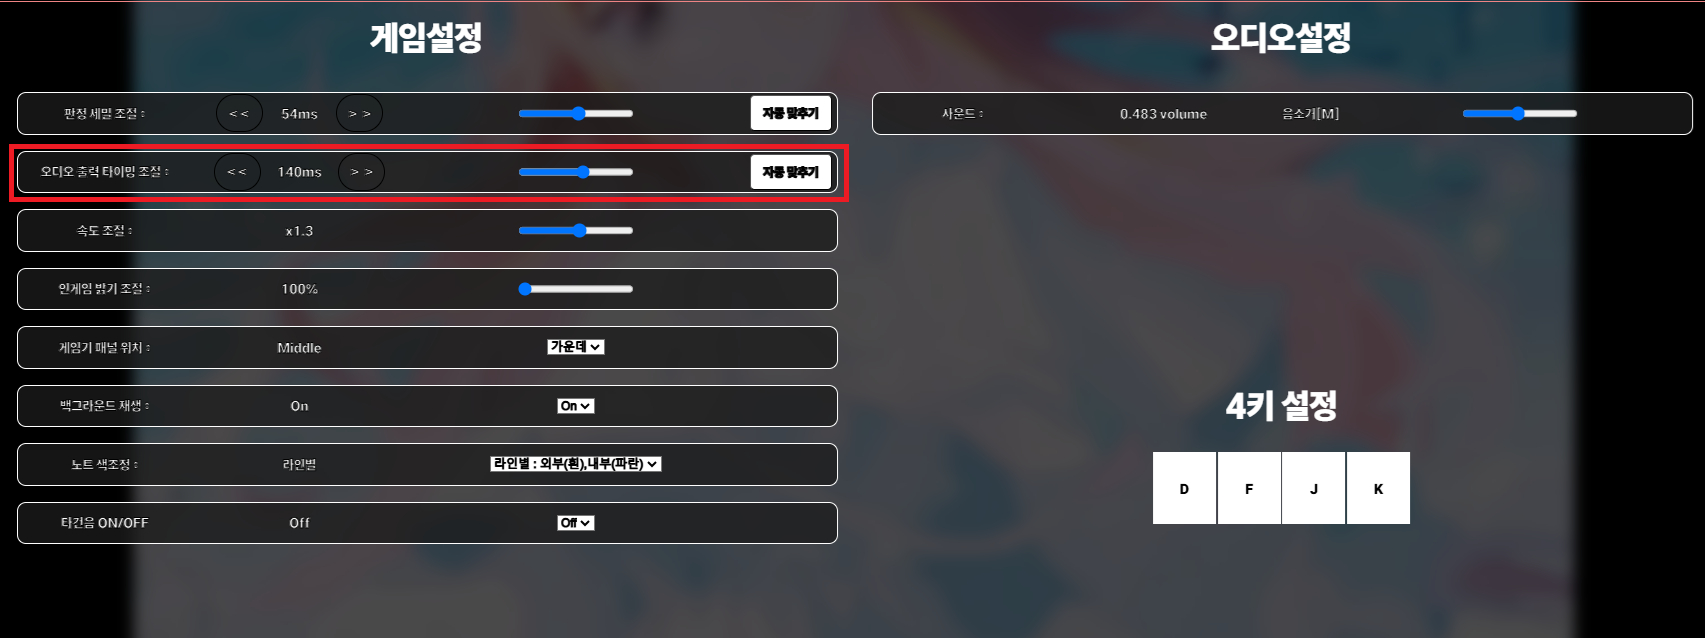 게임설정
판정 세밀 조절 :
< <
54ms
> >
자동 맞추기
오디오 출력 타이밍 조절 :
< <
140ms
> >
자동 맞추기
속도 조절 :
x1.3
인게임 밝기 조절 :
100%
게임기 패널 위치 :
Middle
가운데
백그라운드 재생 :
On
On
노트 색조정 :
라인별
라인별 : 외부(흰),내부(파란)
타건음 ON/OFF
Off
Off
오디오설정
사운드 :
0.483 volume
음소거[M]
4키 설정
D
F
J
K